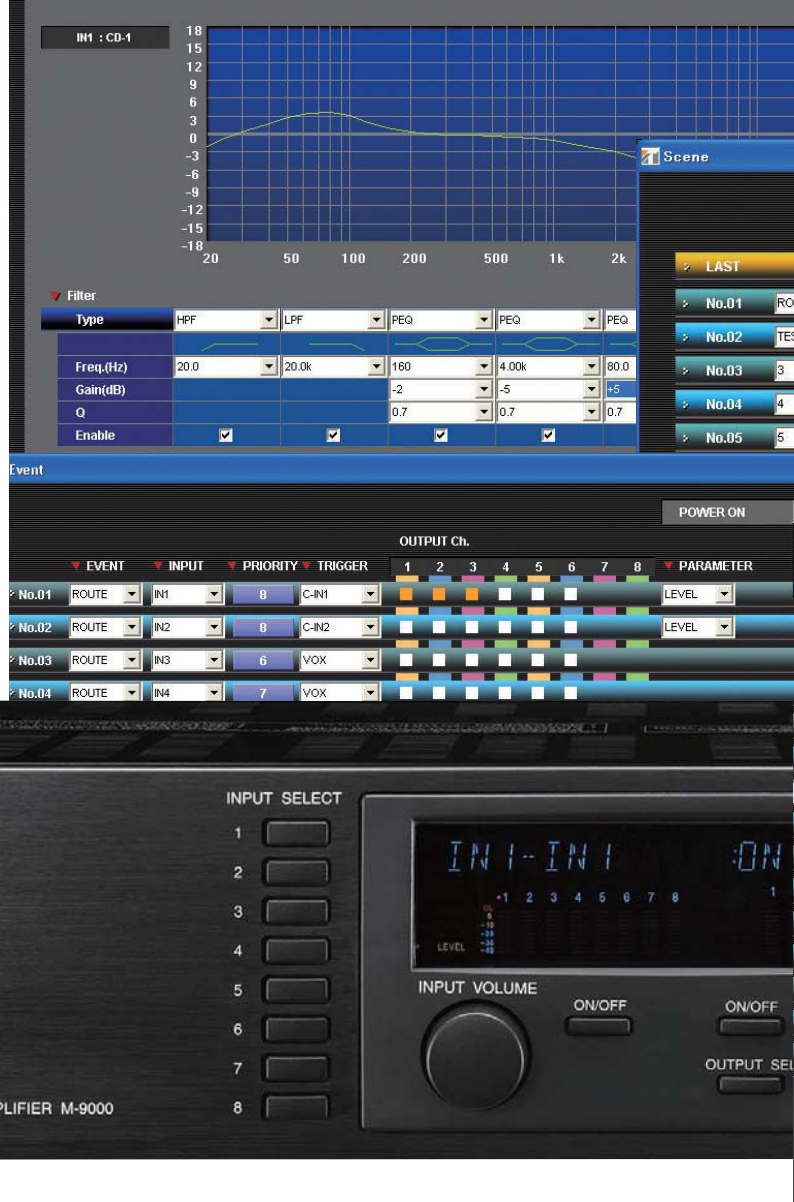 IN1 : CD-1
18
15
12
9
6
3
0
-3
-6
-9
-12
-15
-18
20 50 100 200 500 1k 2k
Scene
LAST
No.01 RO
No.02 TES
No.03 3
No.04 4
No.05 5
Filter
Type HPF LPF PEQ PEQ PEQ
Freq.(Hz) 20.0 20.0k 160 4.00k 80.0
Gain(dB) -2 -5 +5
Q 0.7 0.7 0.7
Enable
Event
POWER ON
OUTPUT Ch.
EVENT INPUT PRIORITY TRIGGER 1 2 3 4 5 6 7 8 PARAMETER
No.01 ROUTE IN1 8 C-IN1 LEVEL
No.02 ROUTE IN2 8 C-IN2 LEVEL
No.03 ROUTE IN3 6 VOX
No.04 ROUTE IN4 7 VOX
INPUT SELECT
1
2
3
4
5
6
7
8
IN1-IN1 :ON
1 2 3 4 5 6 7 8 1
LEVEL
INPUT VOLUME
ON/OFF ON/OFF
OUTPUT SEL
PLIFIER M-9000